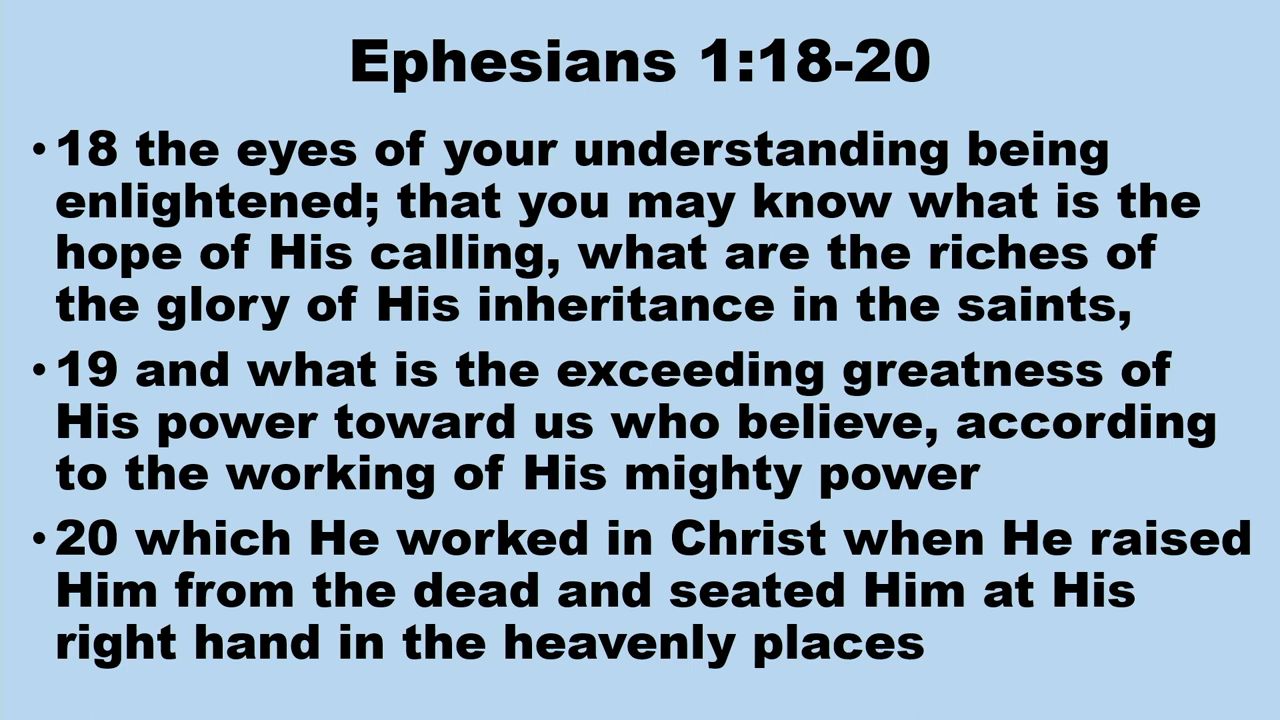 Ephesians 1:18-20
• 18 the eyes of your understanding being
enlightened; that you may know what is the
hope of His calling, what are the riches of
the glory of His inheritance in the saints,
• 19 and what is the exceeding greatness of
His power toward us who believe, according
to the working of His mighty power
• 20 which He worked in Christ when He raised
Him from the dead and seated Him at His
right hand in the heavenly places